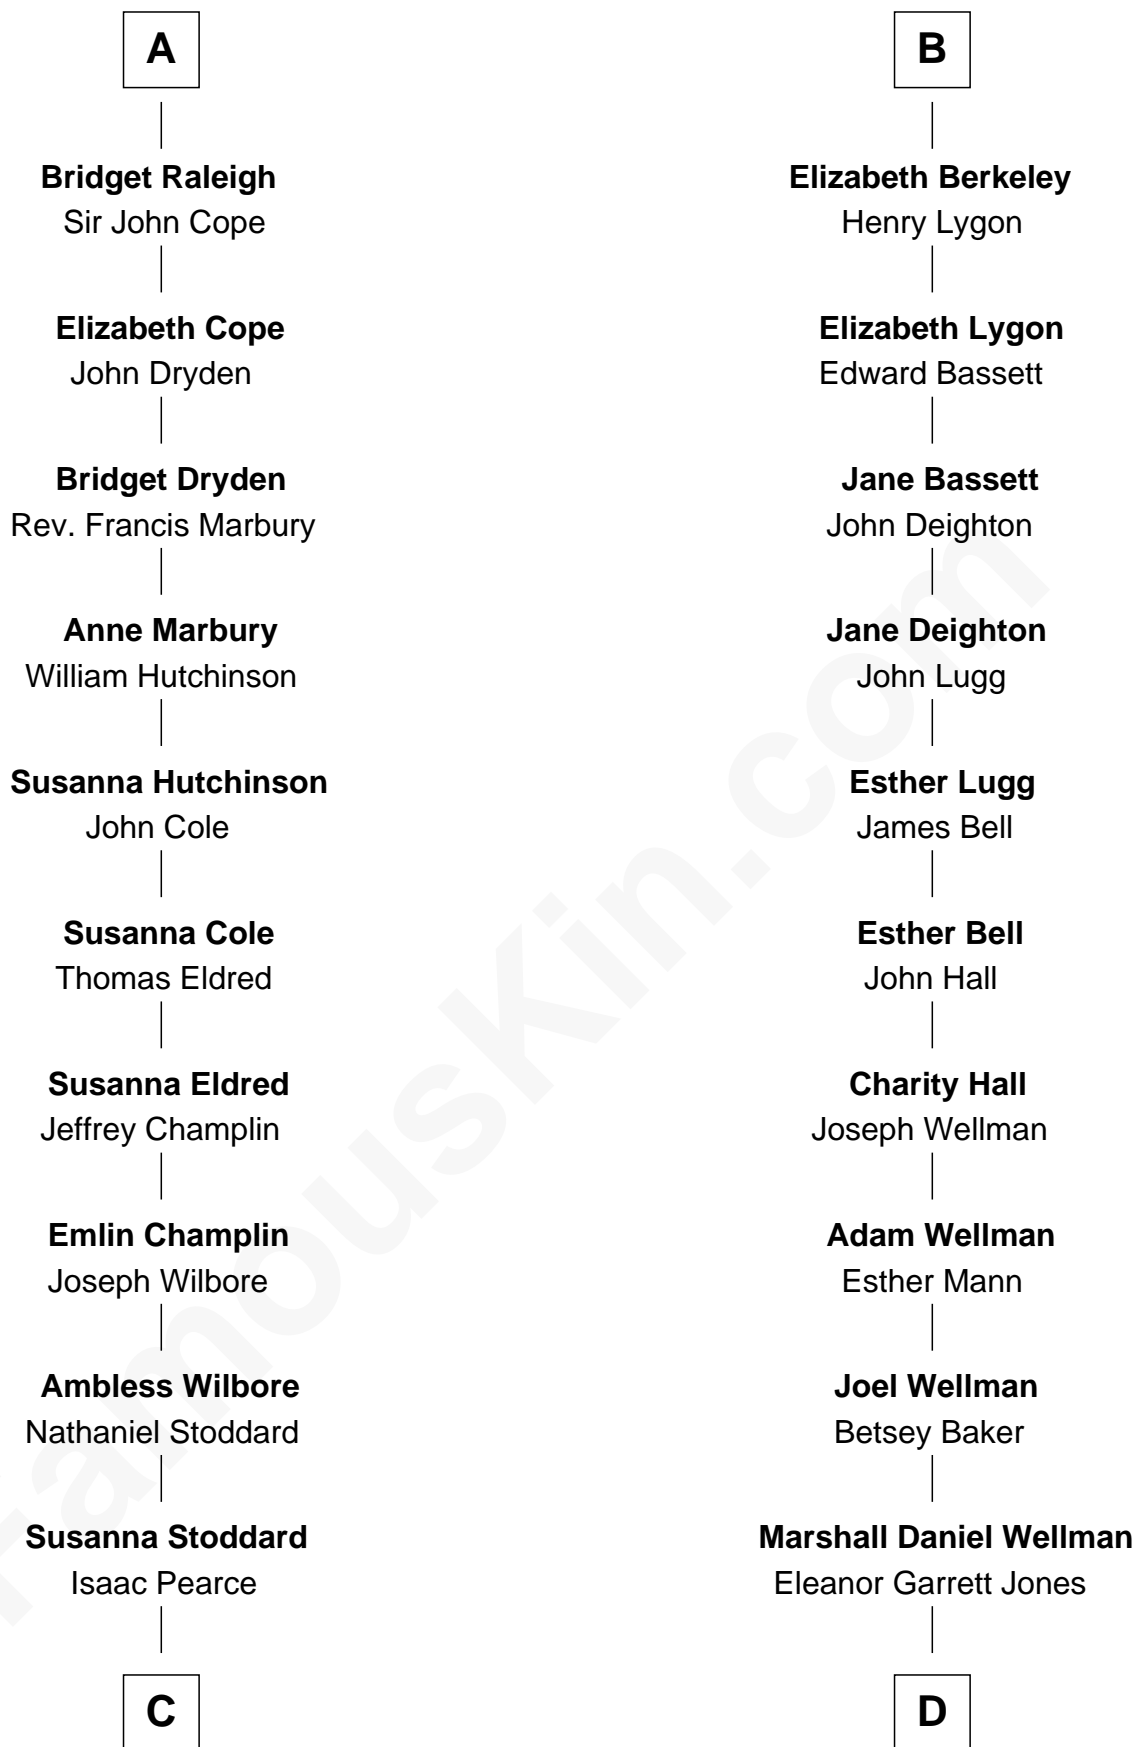 A
Bridget Raleigh
Sir John Cope
Elizabeth Cope
John Dryden
Bridget Dryden
Rev. Francis Marbury
Anne Marbury
William Hutchinson
Susanna Hutchinson
John Cole
Susanna Cole
Thomas Eldred
Susanna Eldred
Jeffrey Champlin
Emlin Champlin
Joseph Wilbore
Ambless Wilbore
Nathaniel Stoddard
Susanna Stoddard
Isaac Pearce
C
B
Elizabeth Berkeley
Henry Lygon
Elizabeth Lygon
Edward Bassett
Jane Bassett
John Deighton
Jane Deighton
John Lugg
Esther Lugg
James Bell
Esther Bell
John Hall
Charity Hall
Joseph Wellman
Adam Wellman
Esther Mann
Joel Wellman
Betsey Baker
Marshall Daniel Wellman
Eleanor Garrett Jones
D
FamousKin.com